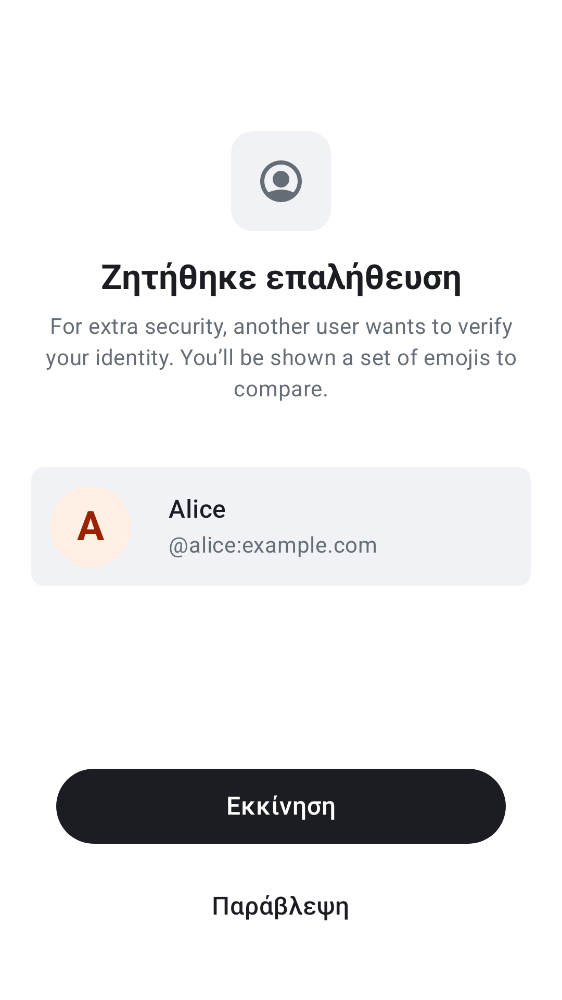 Ζητήθηκε επαλήθευση
For extra security, another user wants to verify
your identity. You’ll be shown a set of emojis to
compare.
A
Alice
@alice:example.com
Εκκίνηση
Παράβλεψη